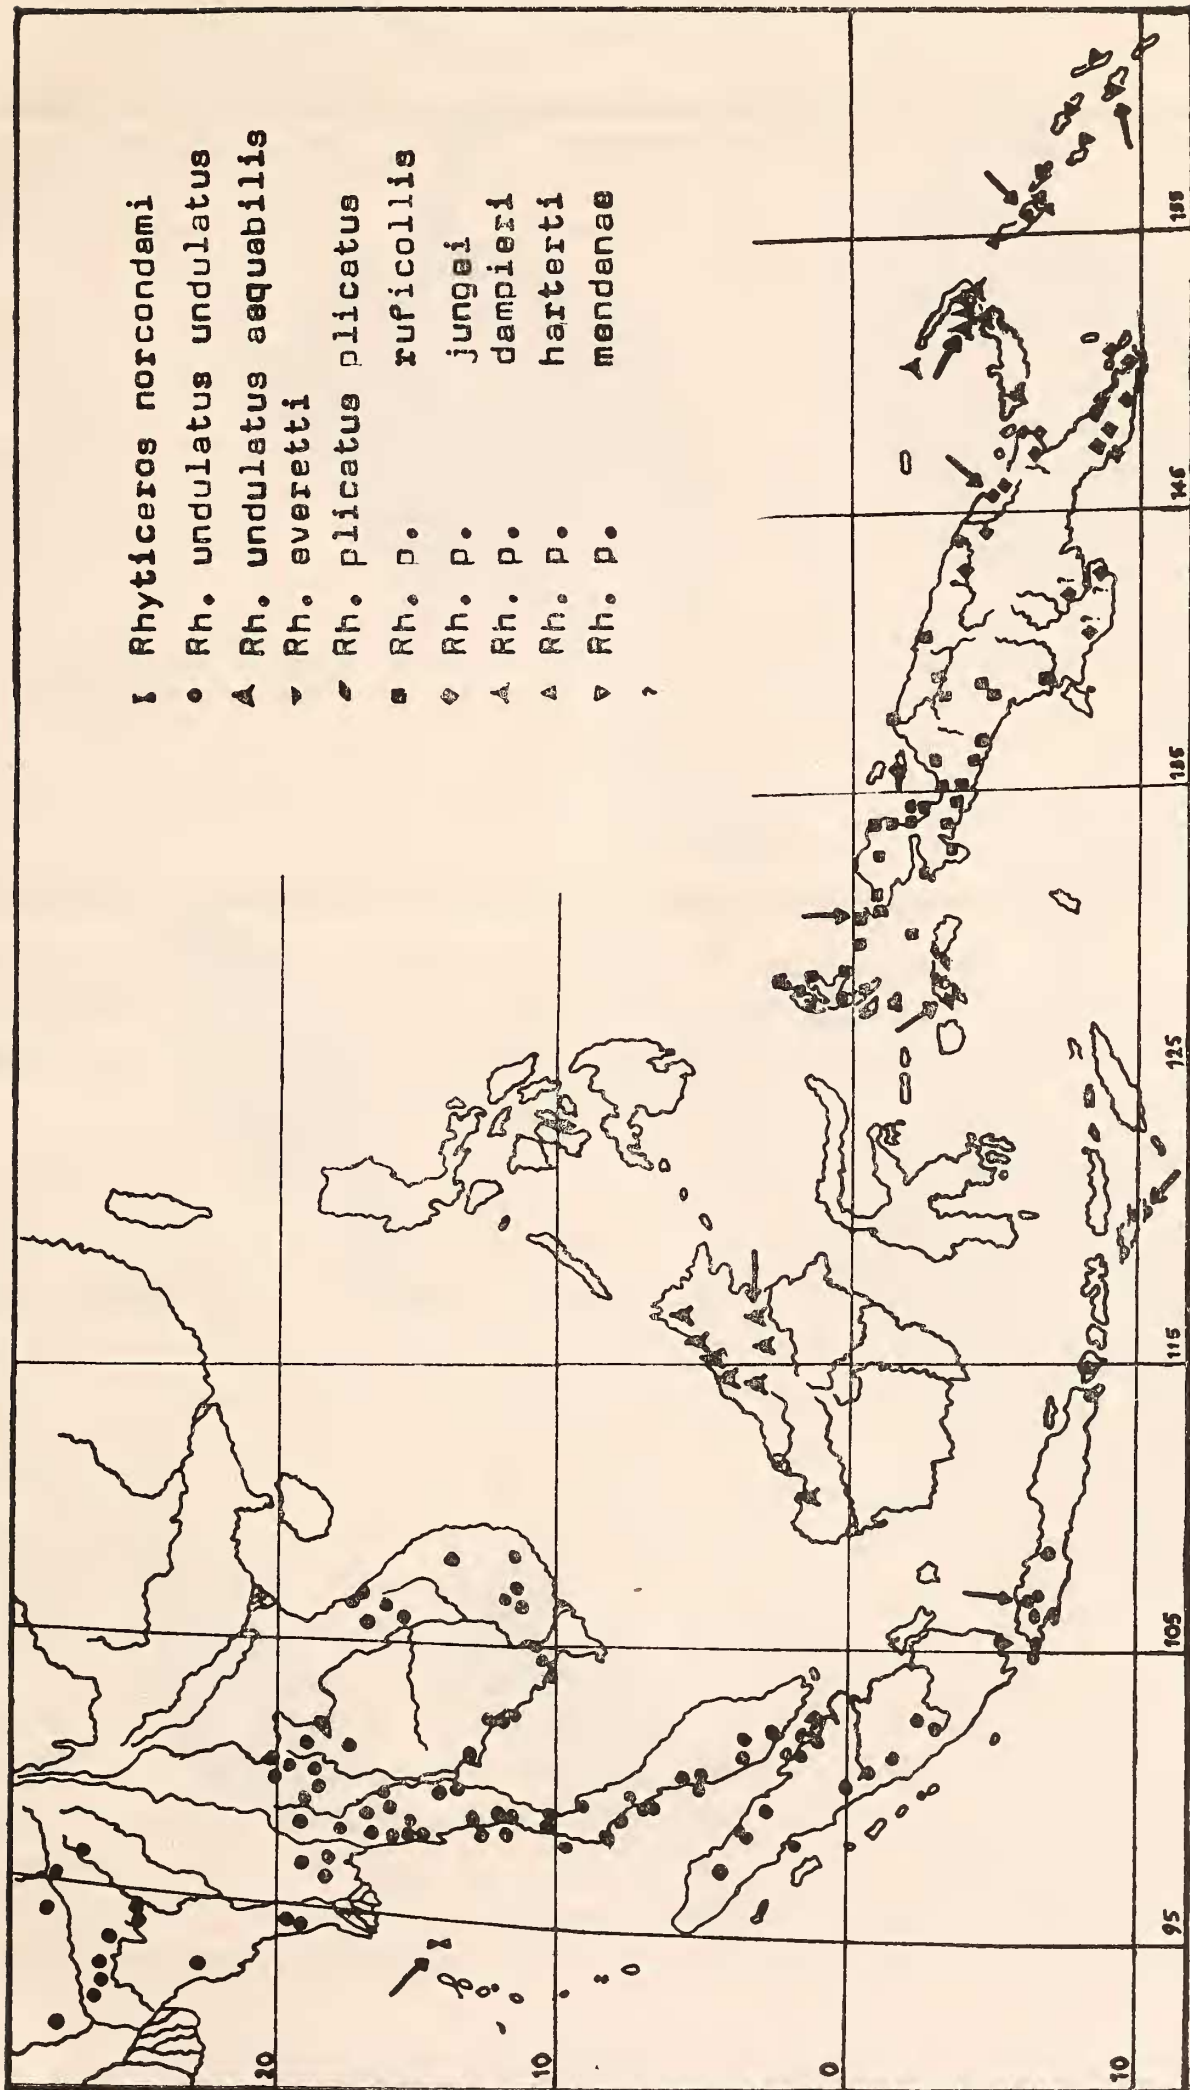 Rhyticeros norcondami
Rh. undulatus undulatus
Rh. undulatus aequabilis
Rh. everetti
Rh. plicatus plicatus
Rh. p. ruficollis
Rh. p. jungei
Rh. p. dampieri
Rh. p. harterti
Rh. p. mendanae
?
20
10
0
10
95
105
115
125
135
145
155
?
?
?